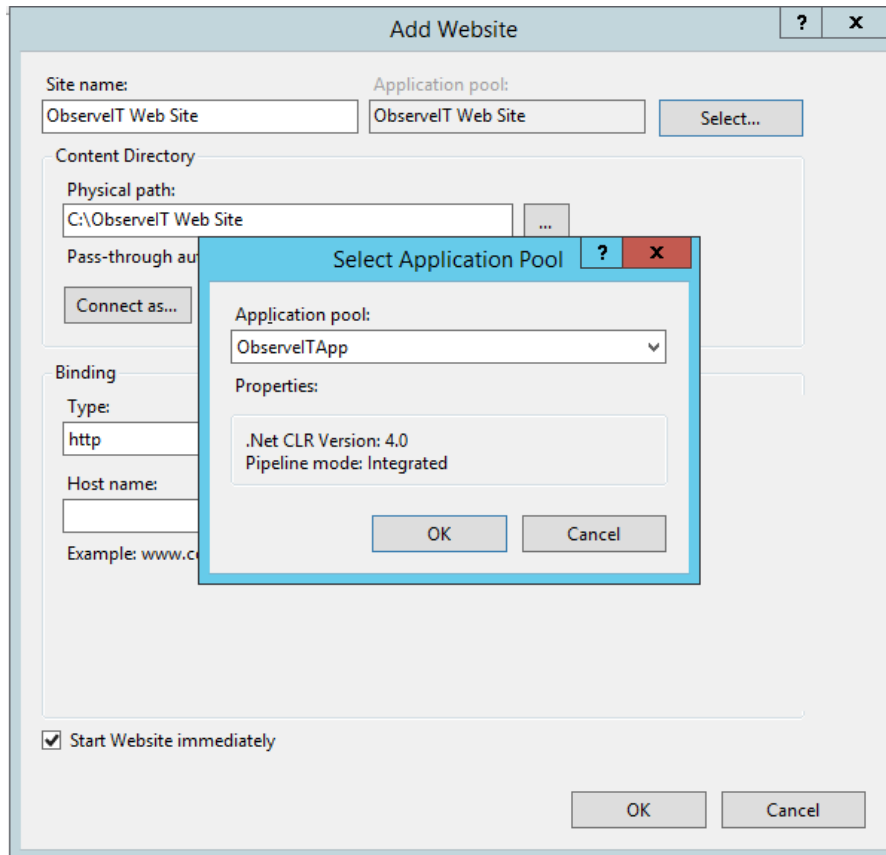 Add Website
? x
Site name:
Application pool:
ObserveIT Web Site
ObserveIT Web Site
Select...
Content Directory
Physical path:
C:\ObserveIT Web Site
...
Pass-through
Connect as...
Select Application Pool
? x
Application pool:
ObserveITApp
Properties:
.Net CLR Version: 4.0
Pipeline mode: Integrated
OK
Cancel
Binding
Type:
http
Host name:
Example: www.
Start Website immediately
OK
Cancel